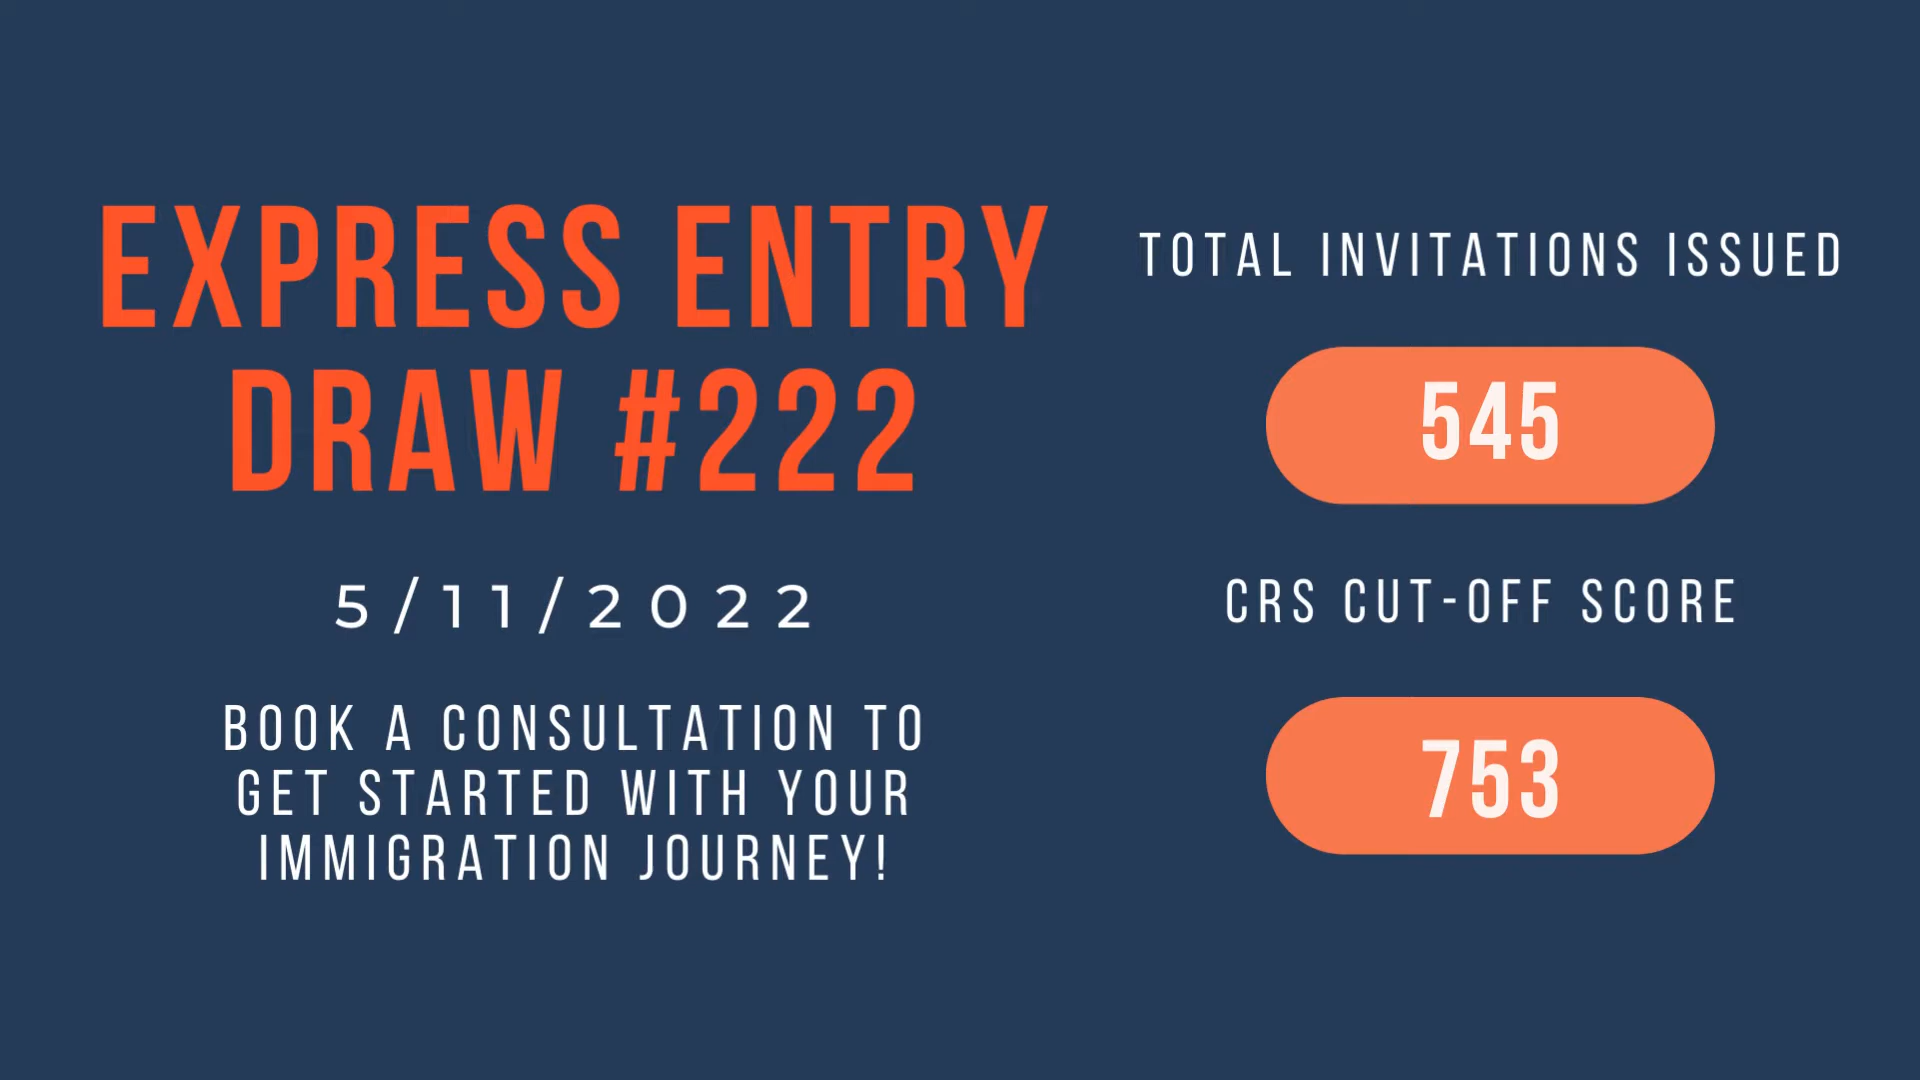 EXPRESS ENTRY
DRAW #222
5/11/2022
BOOK A CONSULTATION TO
GET STARTED WITH YOUR
IMMIGRATION JOURNEY!
TOTAL INVITATIONS ISSUED
545
CRS CUT-OFF SCORE
753